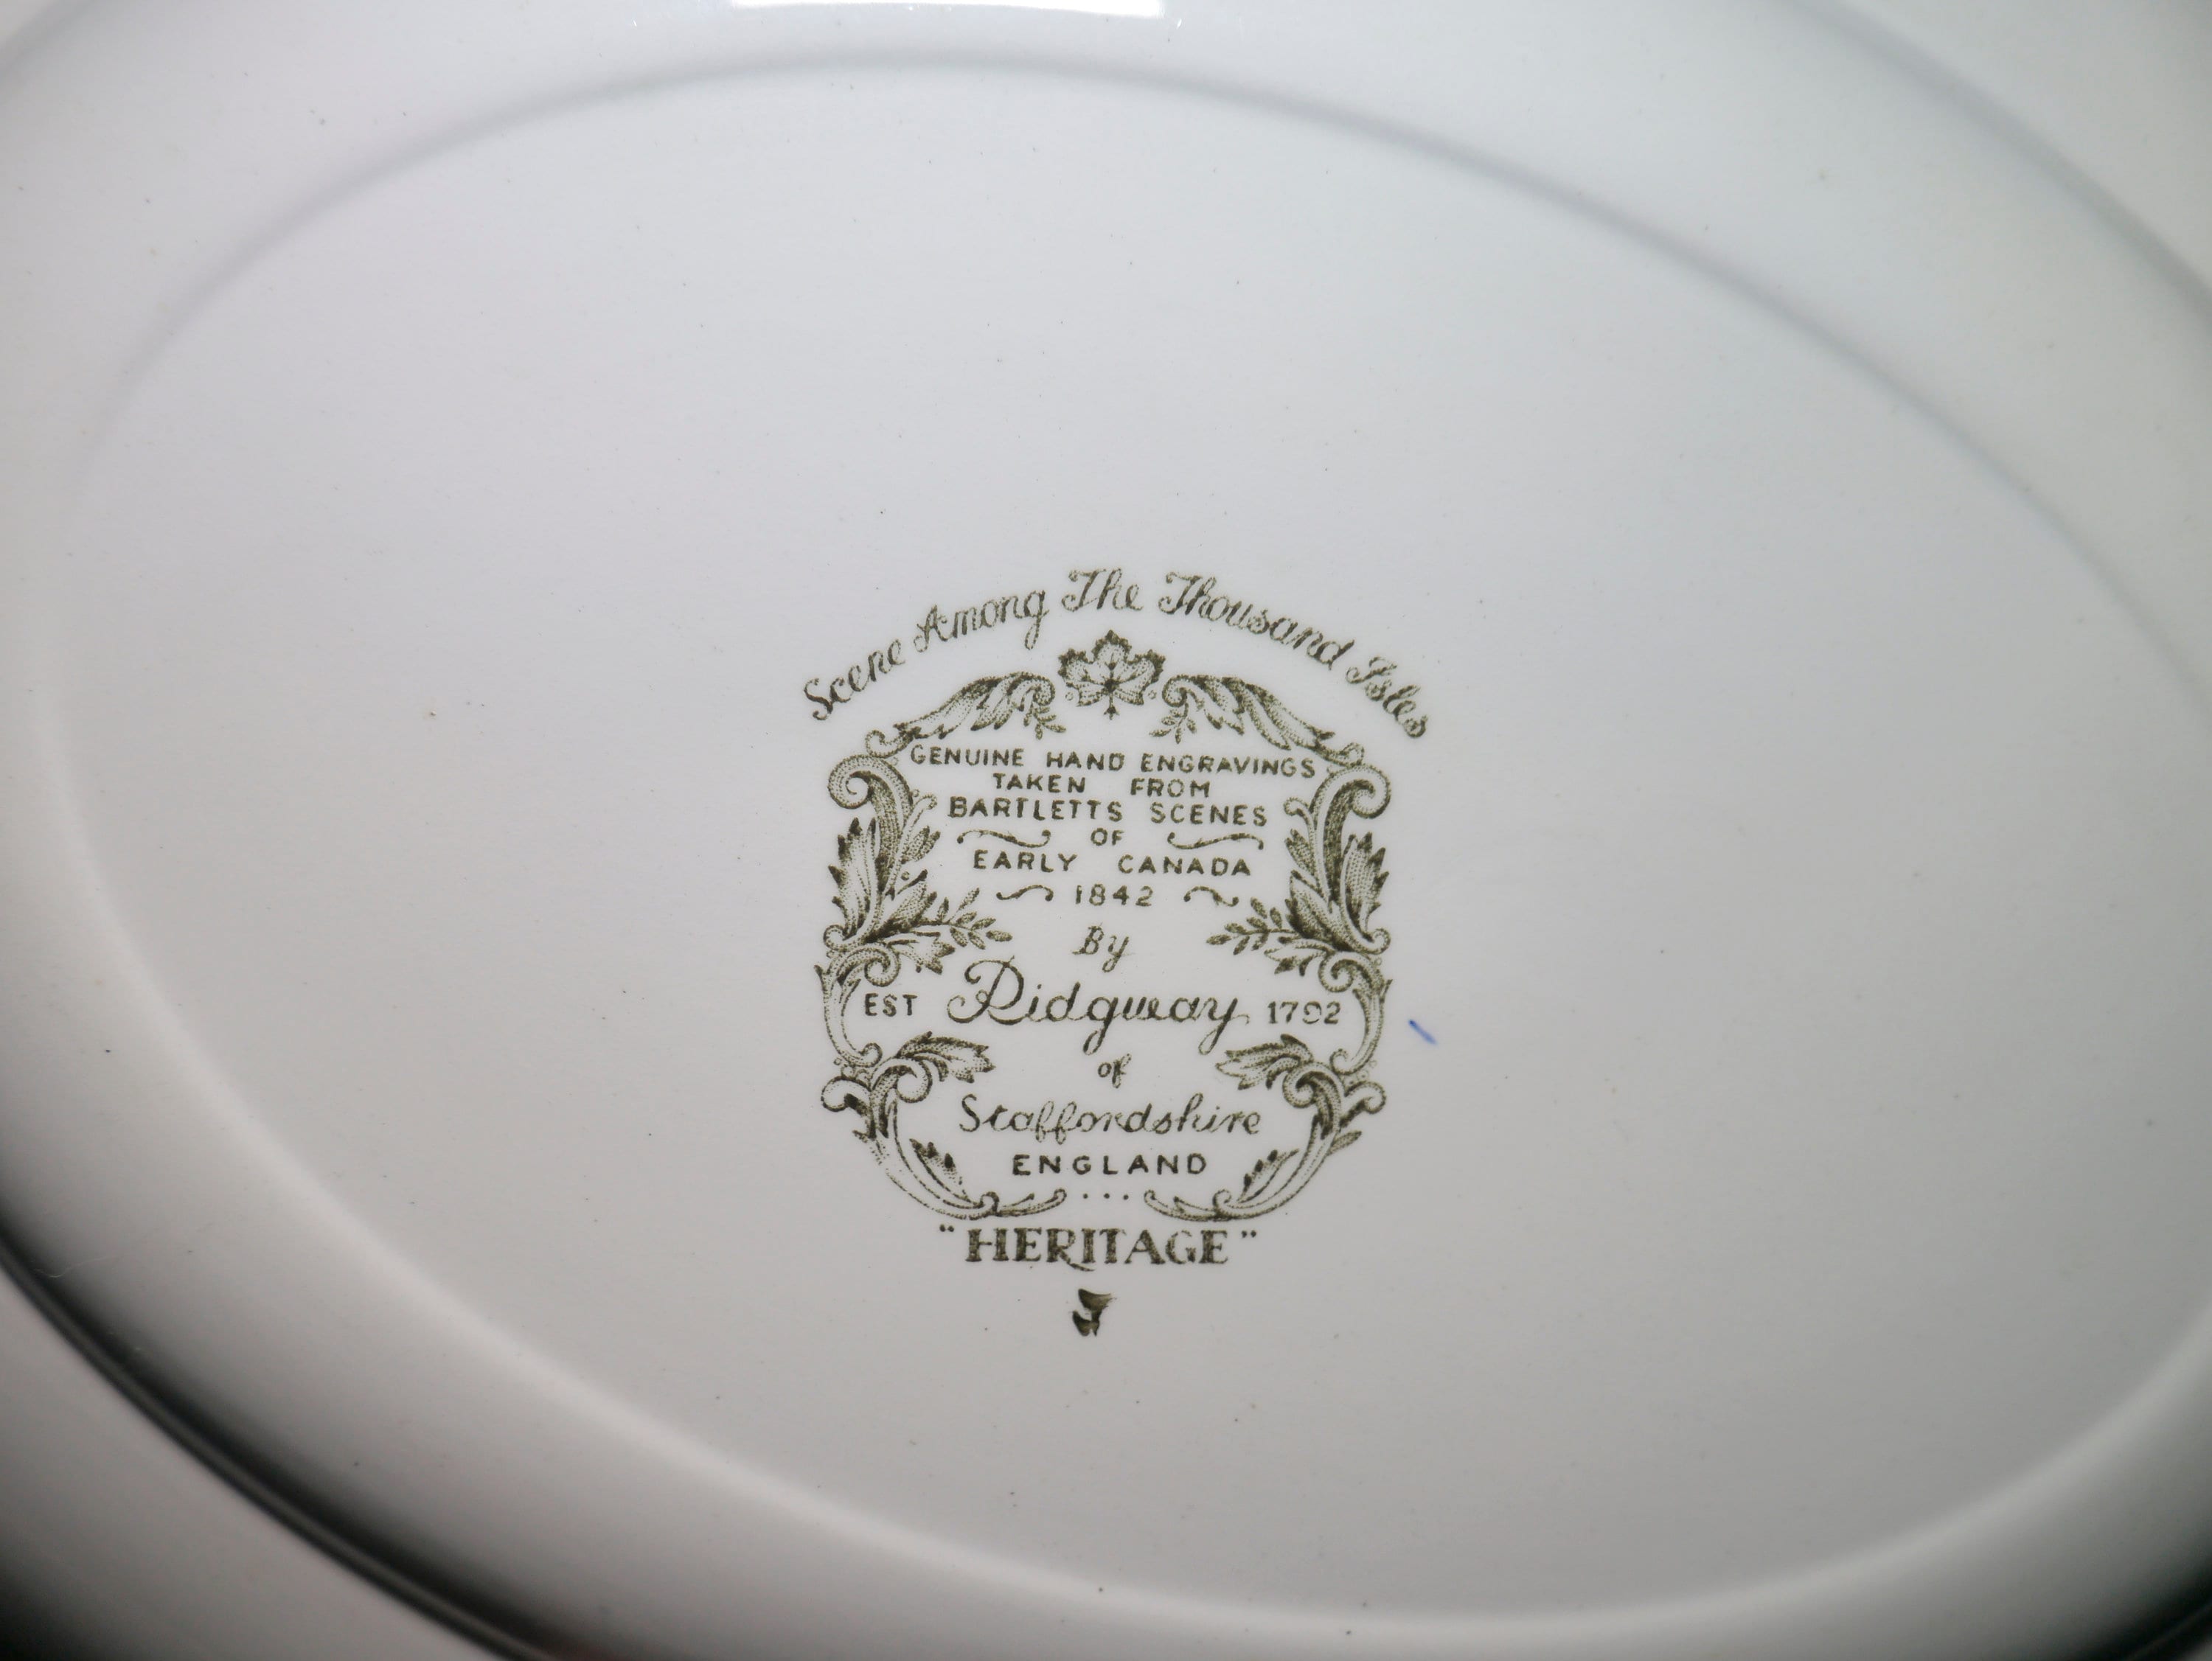 Scene Among The Thousand Isles
GENUINE HAND ENGRAVINGS
TAKEN FROM
BARTLETTS SCENES
OF
EARLY CANADA
1842
By
EST Ridgway 1792
of
Staffordshire
ENGLAND
"HERITAGE"